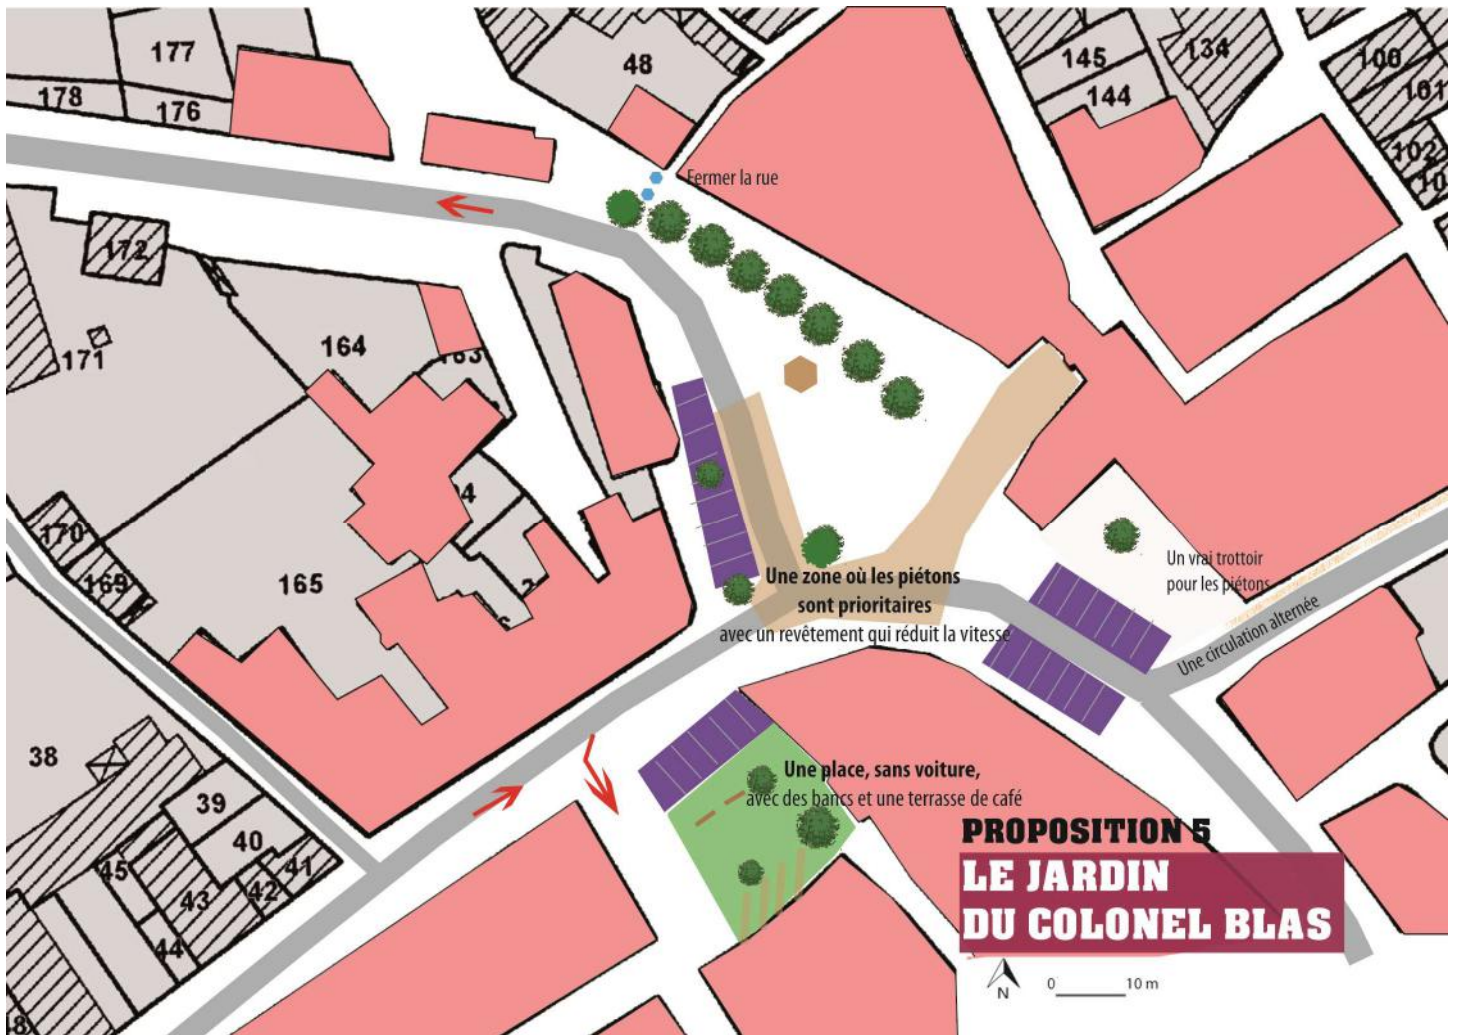 177
178
176
48
145
134
144
100
101
102
10
Fermer la rue
172
171
164
163
170
169
165
Une zone où les piétons
sont prioritaires
avec un revêtement qui réduit la vitesse
Un vrai trottoir
pour les piétons
Une circulation alternée
38
39
40
41
42
43
44
45
Une place, sans voiture,
avec des bancs et une terrasse de café
PROPOSITION 5
LE JARDIN
DU COLONEL BLAS
N
0 10 m